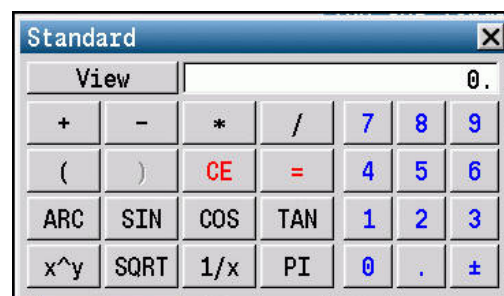 Standard
View 0.
+ - * / 7 8 9
( ) CE = 4 5 6
ARC SIN COS TAN 1 2 3
x^y SQRT 1/x PI 0 . ±